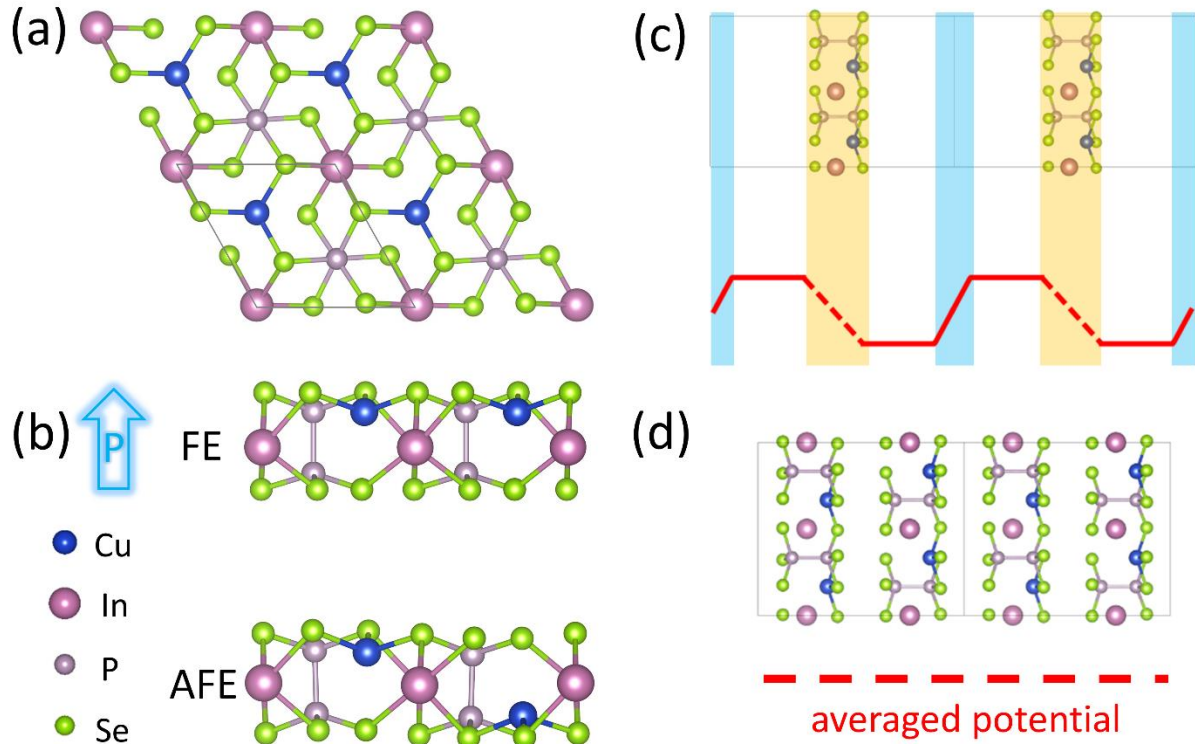 (a)
(b)
P
FE
Cu
In
P
Se
AFE
(c)
(d)
averaged potential